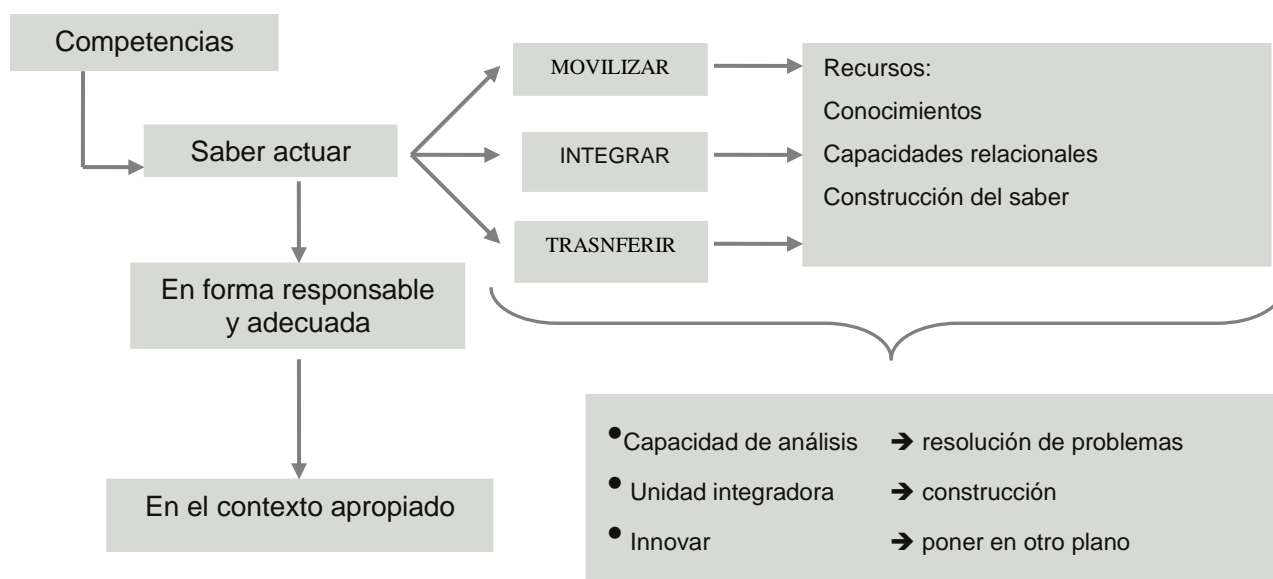 Competencias
Saber actuar
En forma responsable
y adecuada
En el contexto apropiado
MOVILIZAR
INTEGRAR
TRASNFERIR
Recursos:
Conocimientos
Capacidades relacionales
Construcción del saber
•Capacidad de análisis ➔ resolución de problemas
• Unidad integradora ➔ construcción
• Innovar ➔ poner en otro plano